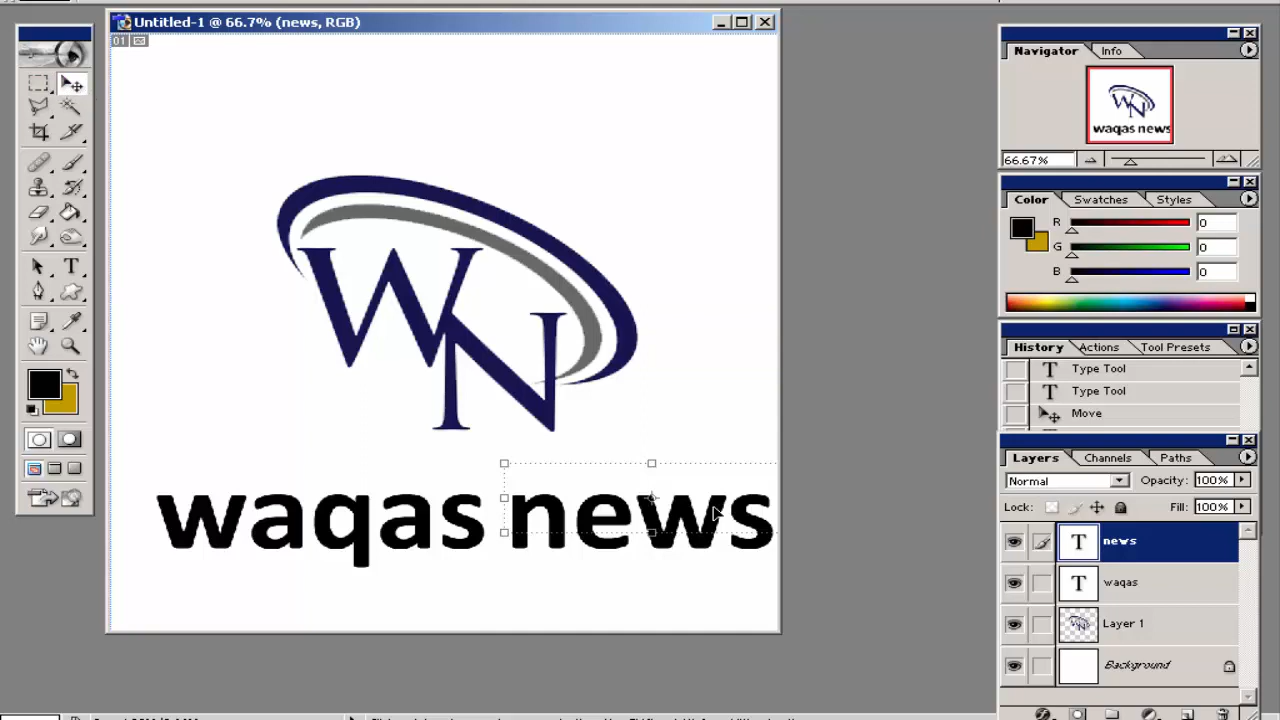 Untitled-1 @ 66.7% (news, RGB)
01
WN
waqas news
Navigator
Info
WN
waqas news
66.67%
Color
Swatches
Styles
R 0
G 0
B 0
History
Actions
Tool Presets
T Type Tool
T Type Tool
Move
Layers
Channels
Paths
Normal
Opacity: 100%
Lock:
Fill: 100%
T news
T waqas
Layer 1
Background
T